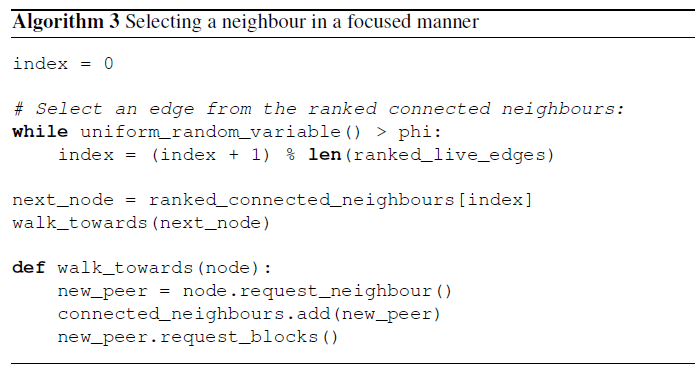 Algorithm 3 Selecting a neighbour in a focused manner
index = 0
# Select an edge from the ranked connected neighbours:
while uniform_random_variable() > phi:
    index = (index + 1) % len(ranked_live_edges)
next_node = ranked_connected_neighbours[index]
walk_towards(next_node)
def walk_towards(node):
    new_peer = node.request_neighbour()
    connected_neighbours.add(new_peer)
    new_peer.request_blocks()